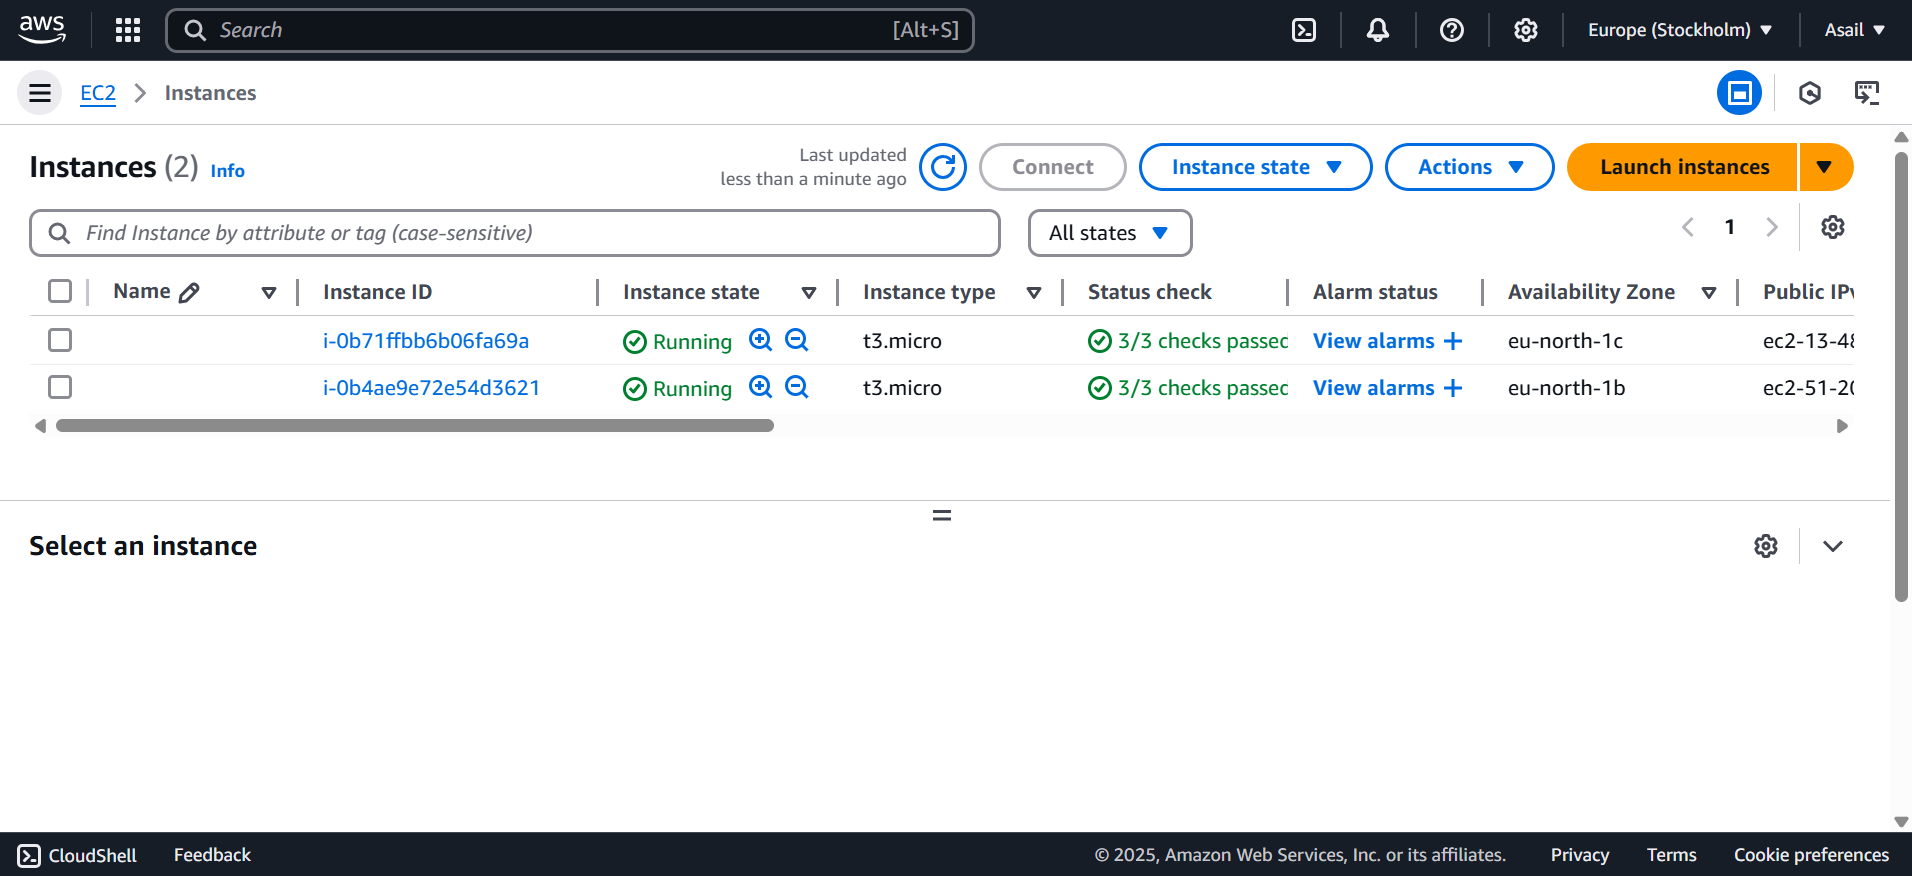 aws Search [Alt+S] Europe (Stockholm) Asail
EC2 Instances
Instances (2) Info
Last updated
less than a minute ago
Connect Instance state Actions Launch instances
Find Instance by attribute or tag (case-sensitive) All states 1
Name Instance ID Instance state Instance type Status check Alarm status Availability Zone Public IPv
i-0b71ffbb6b06fa69a Running t3.micro 3/3 checks passed View alarms eu-north-1c ec2-13-48
i-0b4ae9e72e54d3621 Running t3.micro 3/3 checks passed View alarms eu-north-1b ec2-51-20
Select an instance
CloudShell Feedback © 2025, Amazon Web Services, Inc. or its affiliates. Privacy Terms Cookie preferences